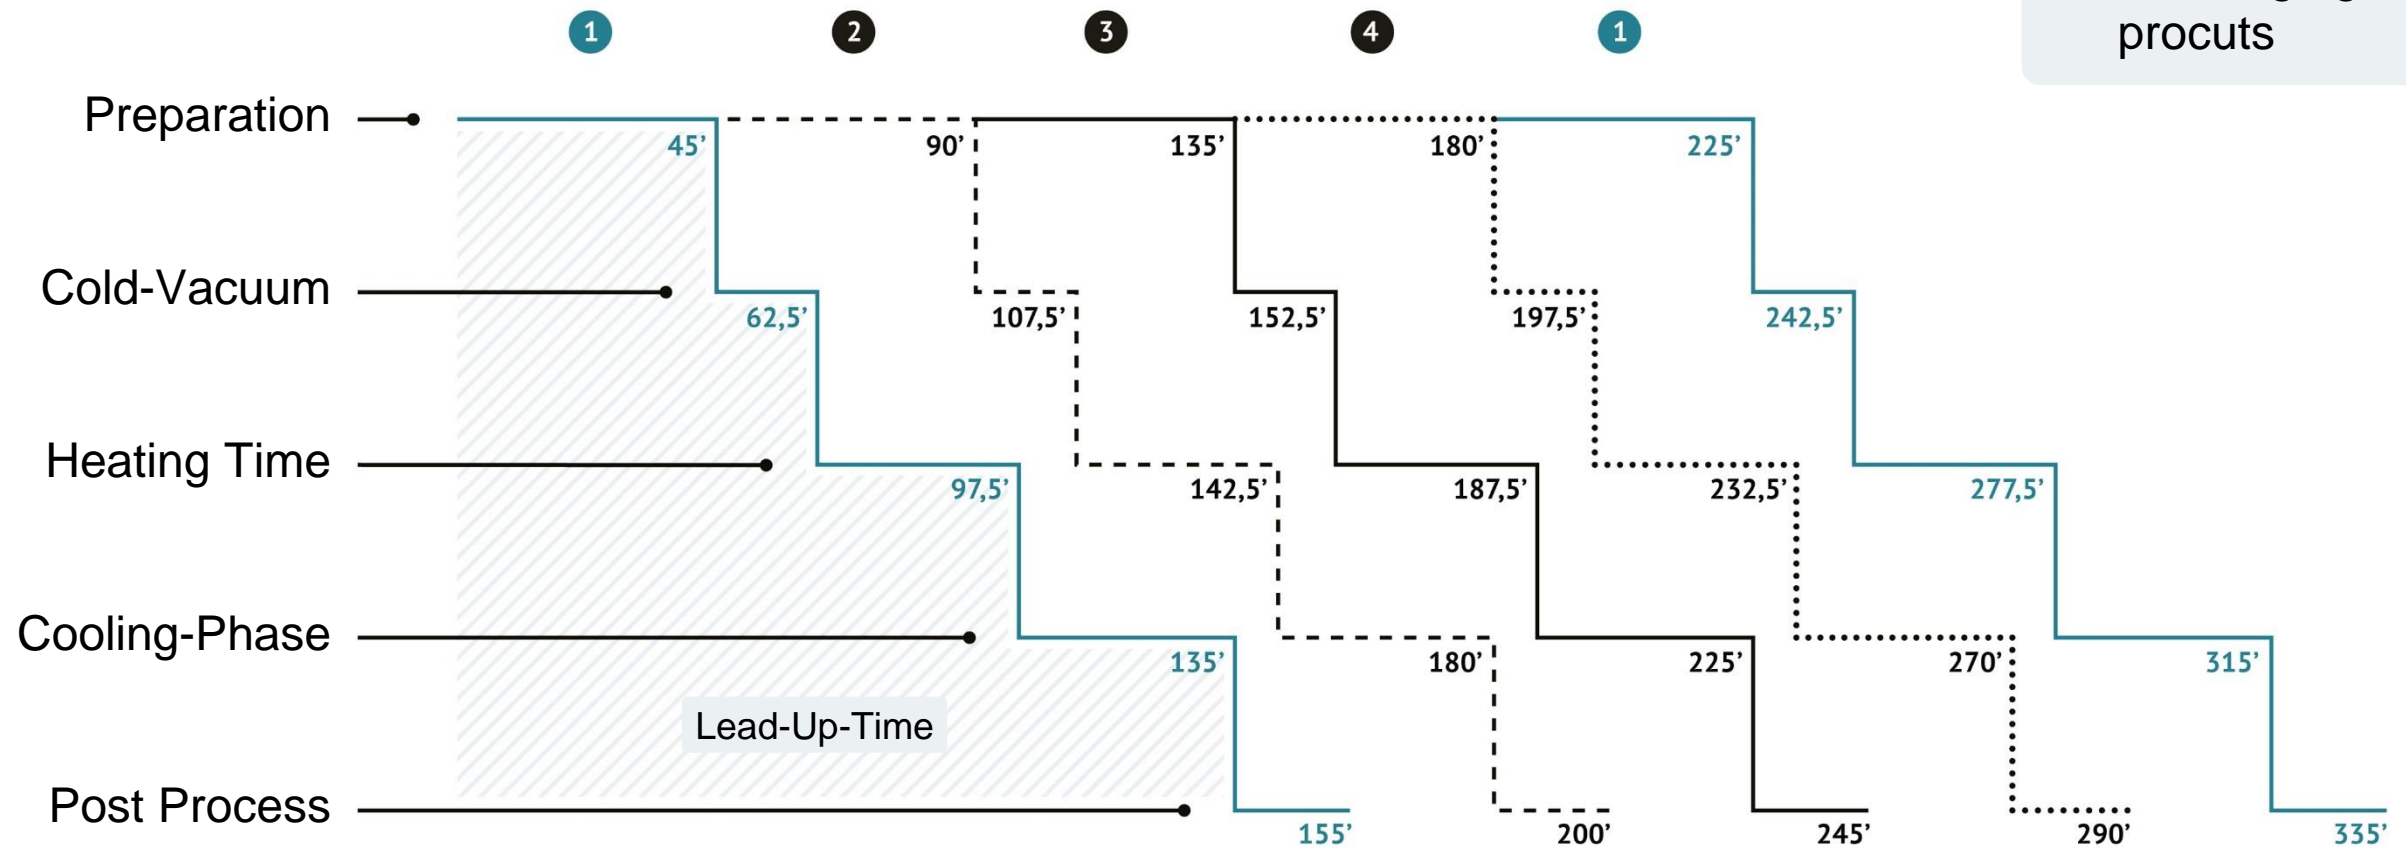 1 2 3 4 1
procuts
Preparation
45’ 90’ 135’ 180’ 225’
Cold-Vacuum
62,5’ 107,5’ 152,5’ 197,5’ 242,5’
Heating Time
97,5’ 142,5’ 187,5’ 232,5’ 277,5’
Cooling-Phase
135’ 180’ 225’ 270’ 315’
Lead-Up-Time
Post Process
155’ 200’ 245’ 290’ 335’